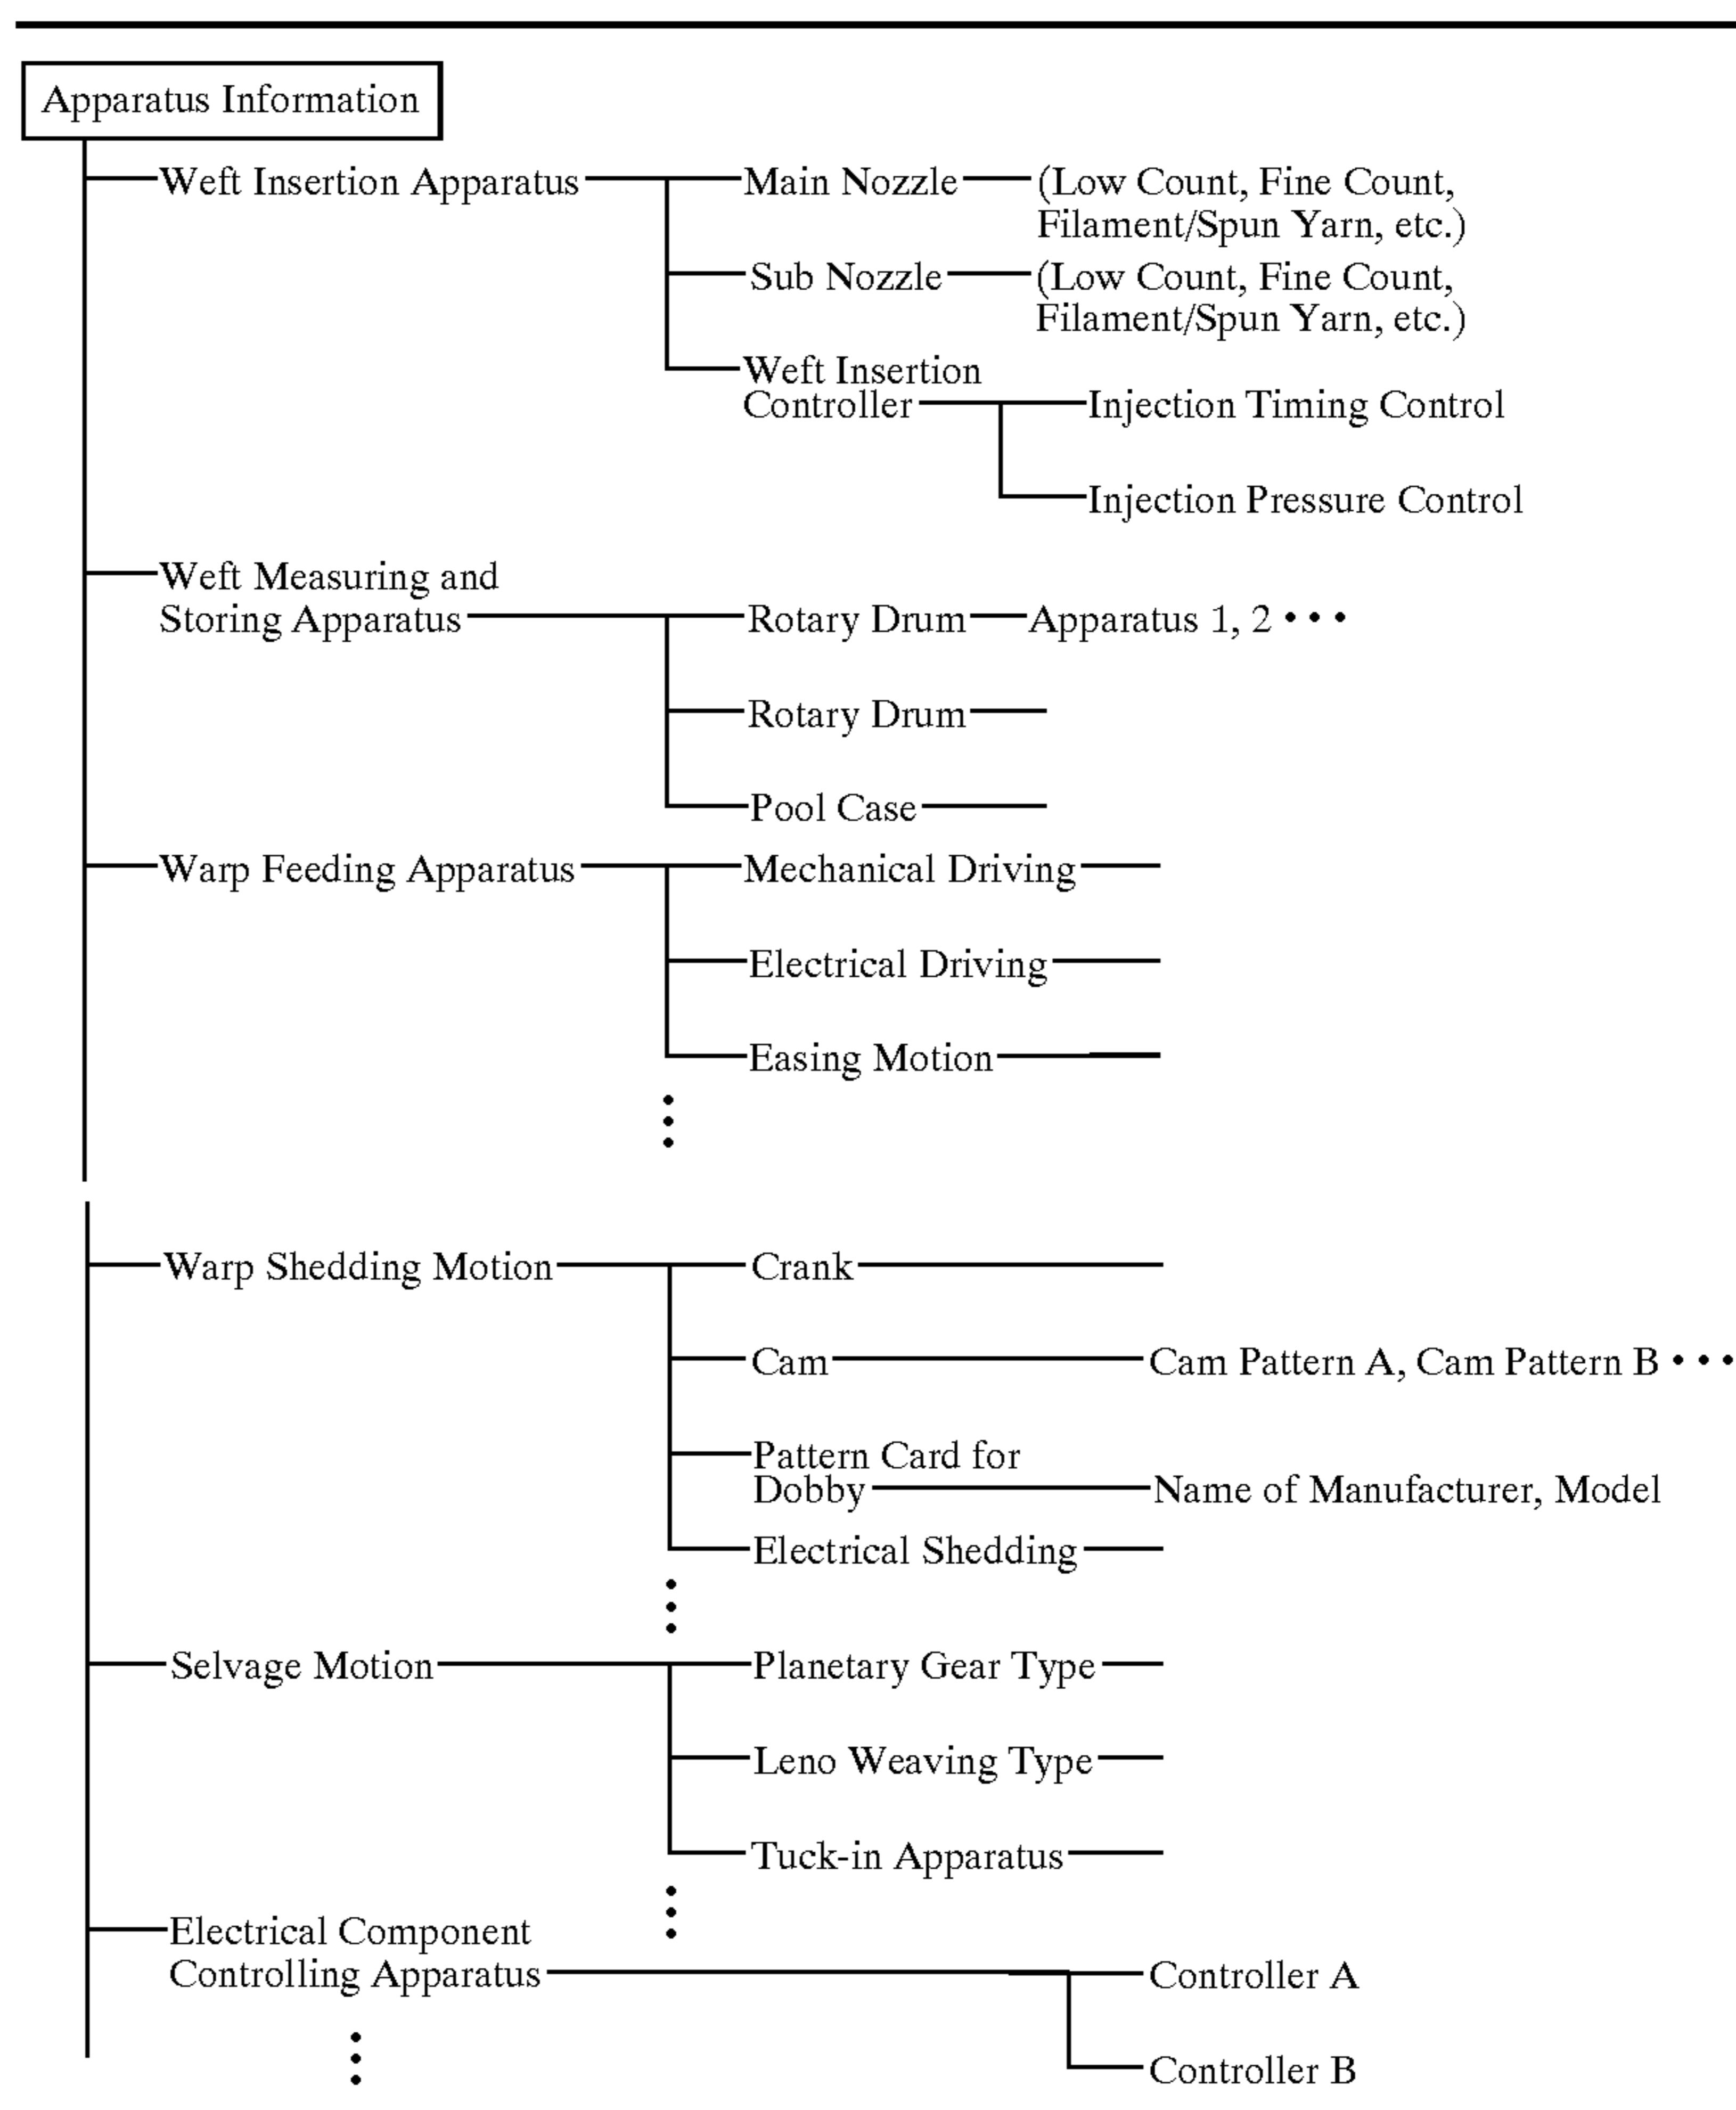 Apparatus Information
Weft Insertion Apparatus Main Nozzle (Low Count, Fine Count,
Filament/Spun Yarn, etc.)
Sub Nozzle (Low Count, Fine Count,
Filament/Spun Yarn, etc.)
Weft Insertion
Controller Injection Timing Control
Injection Pressure Control
Weft Measuring and
Storing Apparatus Rotary Drum Apparatus 1, 2 • • •
Rotary Drum
Pool Case
Warp Feeding Apparatus Mechanical Driving
Electrical Driving
Easing Motion
Warp Shedding Motion Crank
Cam Cam Pattern A, Cam Pattern B • • •
Pattern Card for
Dobby Name of Manufacturer, Model
Electrical Shedding
Selvage Motion Planetary Gear Type
Leno Weaving Type
Tuck-in Apparatus
Electrical Component
Controlling Apparatus Controller A
Controller B